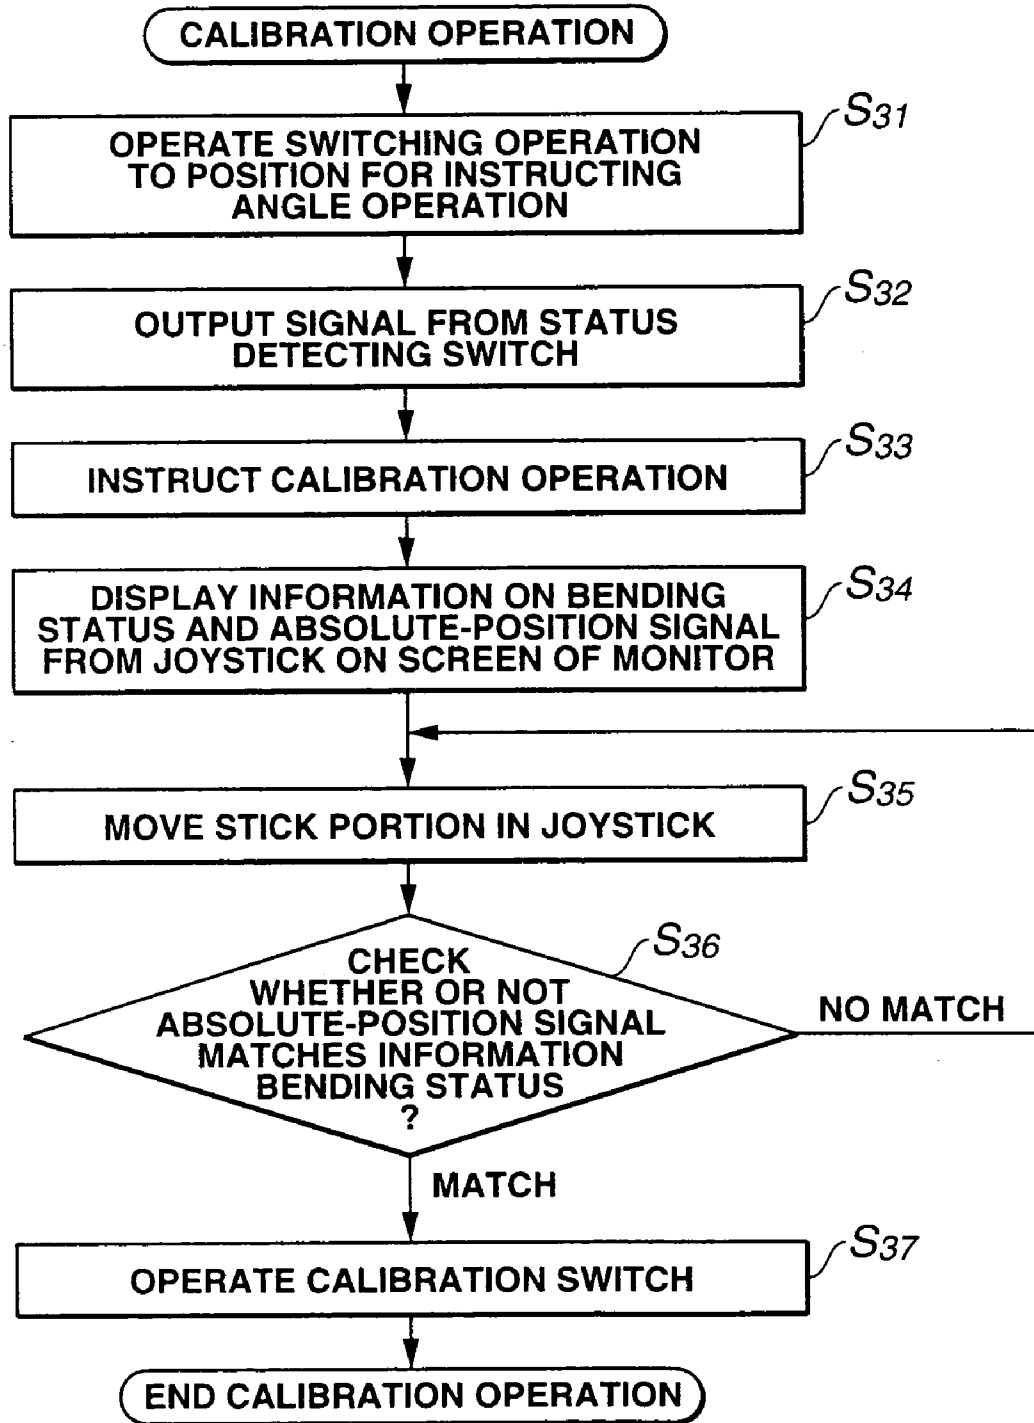 CALIBRATION OPERATION
S31
OPERATE SWITCHING OPERATION
TO POSITION FOR INSTRUCTING
ANGLE OPERATION
S32
OUTPUT SIGNAL FROM STATUS
DETECTING SWITCH
S33
INSTRUCT CALIBRATION OPERATION
S34
DISPLAY INFORMATION ON BENDING
STATUS AND ABSOLUTE-POSITION SIGNAL
FROM JOYSTICK ON SCREEN OF MONITOR
S35
MOVE STICK PORTION IN JOYSTICK
S36
CHECK
WHETHER OR NOT
ABSOLUTE-POSITION SIGNAL
MATCHES INFORMATION
BENDING STATUS
?
NO MATCH
MATCH
S37
OPERATE CALIBRATION SWITCH
END CALIBRATION OPERATION